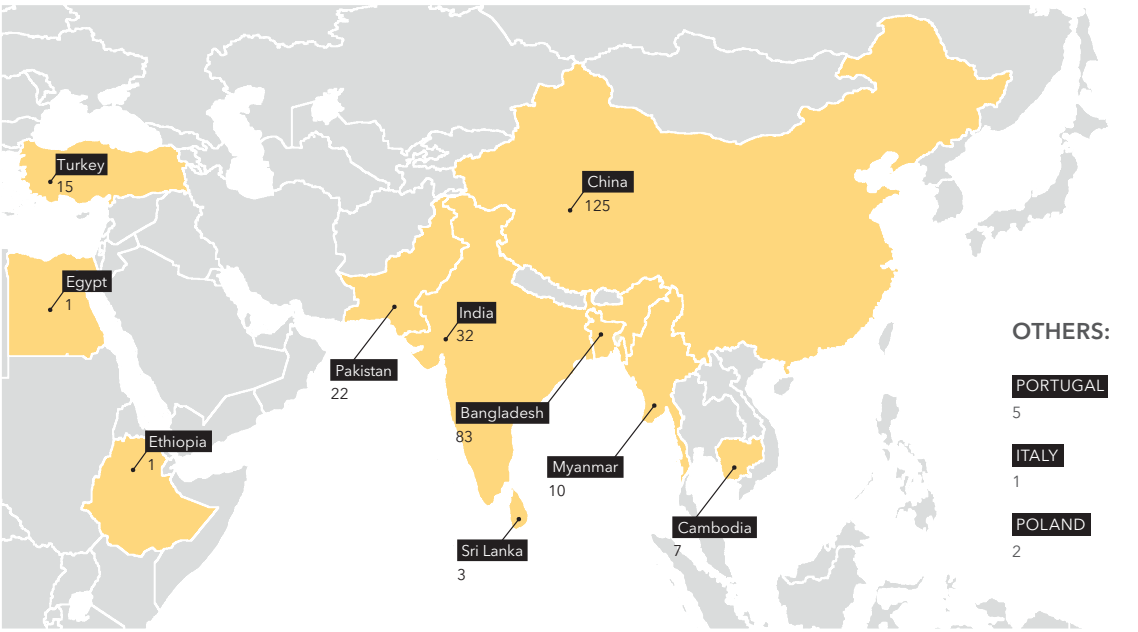 Turkey
15
China
125
Egypt
1
India
32
Pakistan
22
Bangladesh
83
Ethiopia
1
Myanmar
10
Cambodia
7
Sri Lanka
3
OTHERS:
PORTUGAL
5
ITALY
1
POLAND
2